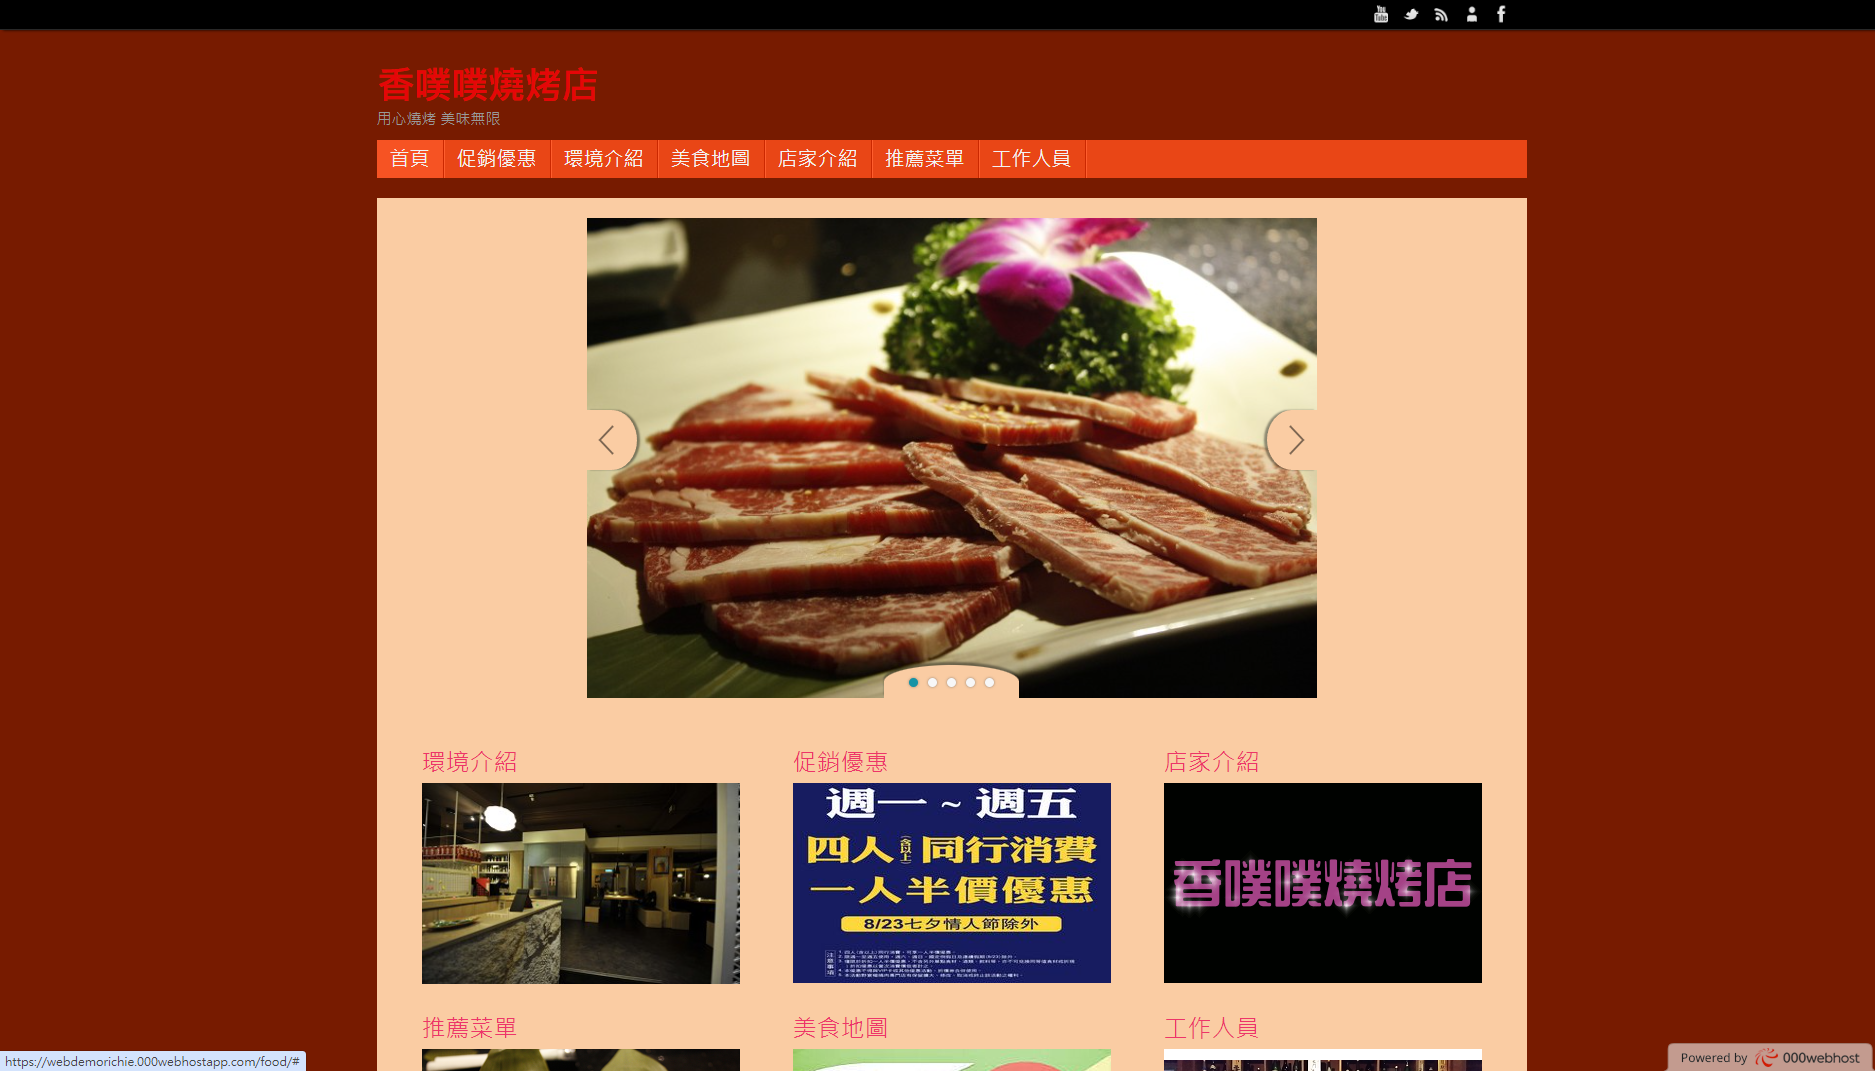 香噗噗燒烤店
用心燒烤 美味無限
首頁 促銷優惠 環境介紹 美食地圖 店家介紹 推薦菜單 工作人員
環境介紹 促銷優惠 店家介紹
週一 ~ 週五
四人(含以上)同行消費
一人半價優惠
8/23七夕情人節除外
注意事項
香噗噗燒烤店
推薦菜單 美食地圖 工作人員
https://webdemorichie.000webhostapp.com/food/#
Powered by 000webhost